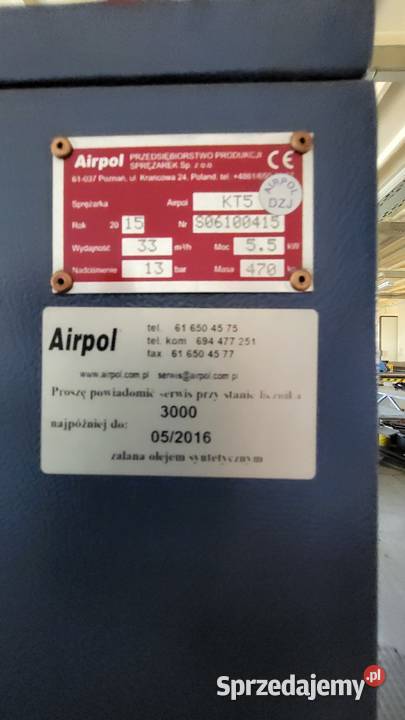 Airpol PRZEDSIĘBIORSTWO PRODUKCJI
SPRĘŻAREK Sp. z o.o.
CE
61-037 Poznań, ul. Krańcowa 24, Poland. tel.
AIRPOL
DZJ
Sprężarka Airpol KT5
Rok 20 15 Nr S06100415
Wydajność 33 m³/h Moc 5.5 kW
Nadciśnienie 13 bar Masa 470
Airpol
tel. 61 650 45 75
tel. kom 694 477 251
fax 61 650 45 77
www.airpol.com.pl serwis@airpol.com.pl
Proszę powiadomić serwis przy stanie licznika
3000
najpóźniej do:
05/2016
zalana olejem syntetycznym
Sprzedajemy.pl